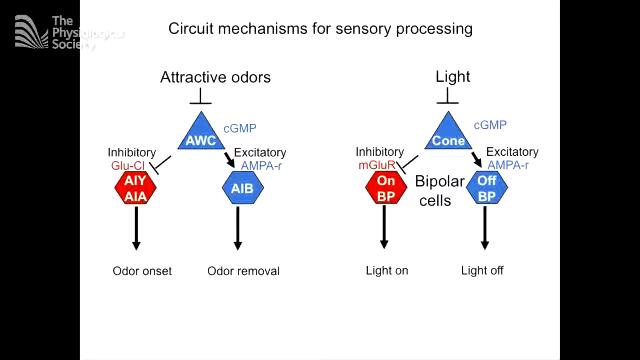 The
Physiological
Society
Circuit mechanisms for sensory processing
Attractive odors
AWC
cGMP
Inhibitory
Glu-Cl
Excitatory
AMPA-r
AIY
AIA
AIB
Odor onset
Odor removal
Light
Cone
cGMP
Inhibitory
mGluR
Excitatory
AMPA-r
On
BP
Bipolar
cells
Off
BP
Light on
Light off